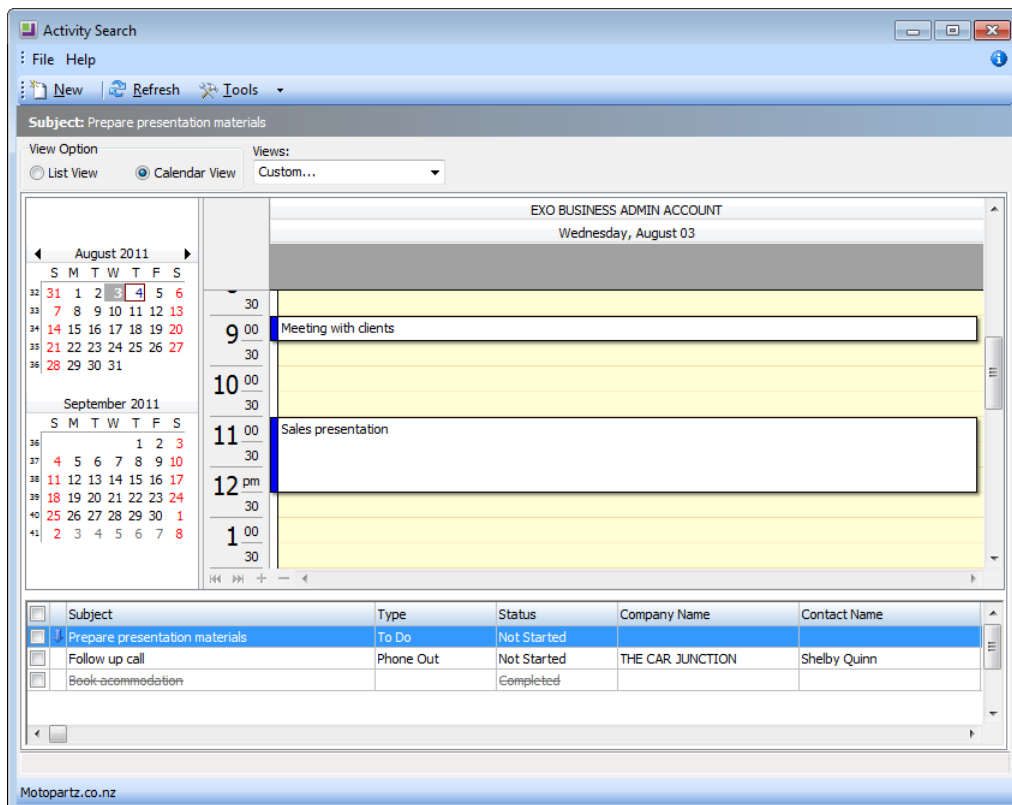 Activity Search
File Help
New Refresh Tools
Subject: Prepare presentation materials
View Option
Views:
List View Calendar View Custom...
EXO BUSINESS ADMIN ACCOUNT
Wednesday, August 03
August 2011
S M T W T F S
32 31 1 2 3 4 5 6
33 7 8 9 10 11 12 13
34 14 15 16 17 18 19 20
35 21 22 23 24 25 26 27
36 28 29 30 31
September 2011
S M T W T F S
36 1 2 3
37 4 5 6 7 8 9 10
38 11 12 13 14 15 16 17
39 18 19 20 21 22 23 24
40 25 26 27 28 29 30 1
41 2 3 4 5 6 7 8
30
9 00 Meeting with clients
30
10 00
30
11 00 Sales presentation
30
12 pm
30
1 00
30
Subject Type Status Company Name Contact Name
Prepare presentation materials To Do Not Started
Follow up call Phone Out Not Started THE CAR JUNCTION Shelby Quinn
Book acommodation Completed
Motopartz.co.nz